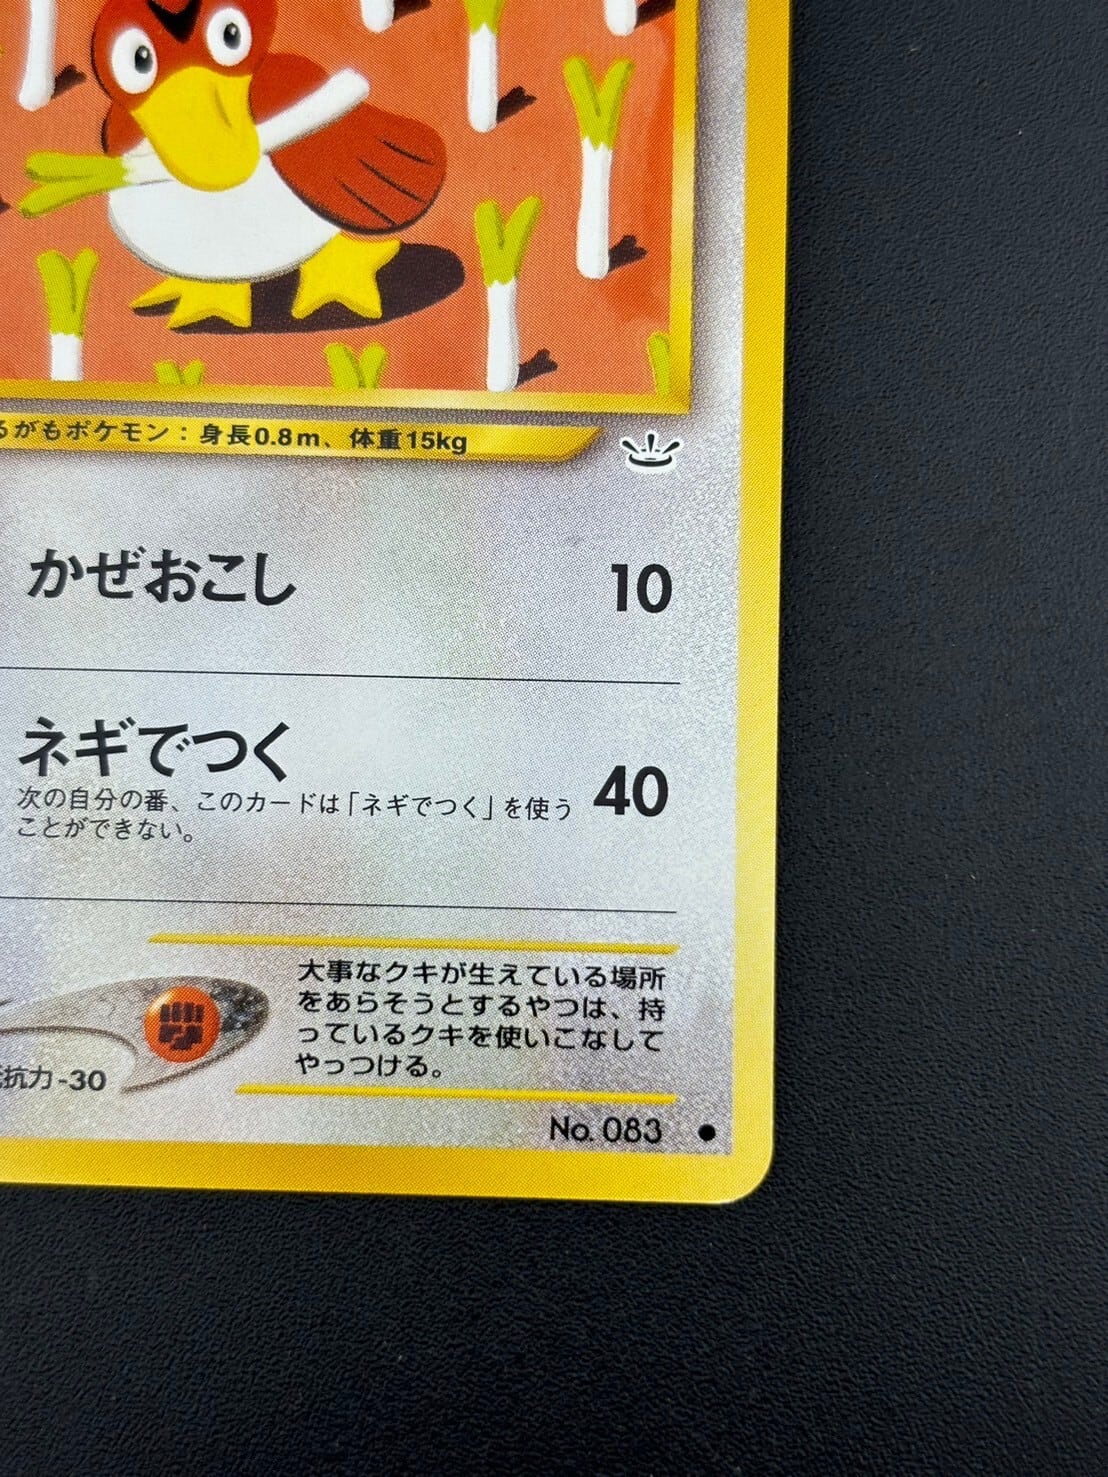 るがもポケモン：身長0.8m、体重15kg
かぜおこし 10
ネギでつく 40
次の自分の番、このカードは「ネギでつく」を使う
ことができない。
大事なクキが生えている場所
をあらそうとするやつは、持
っているクキを使いこなして
やっつける。
抗力-30
No. 083 ●